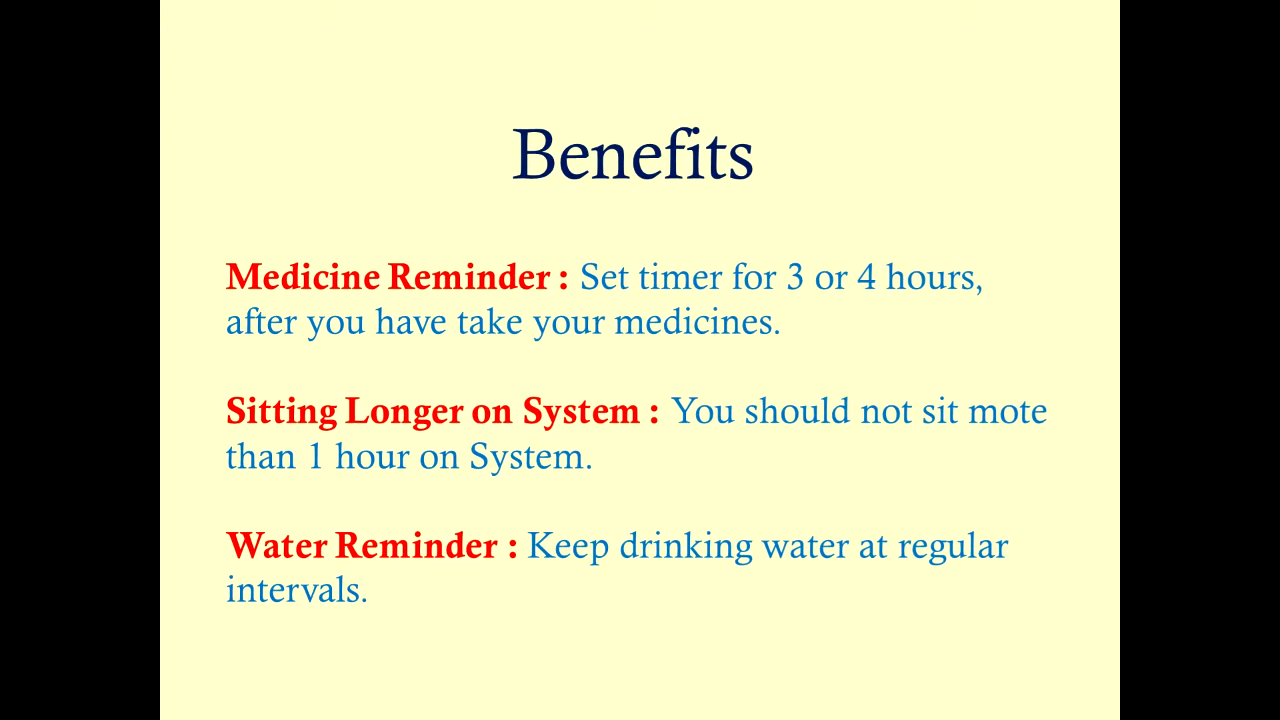 Benefits
Medicine Reminder : Set timer for 3 or 4 hours,
after you have take your medicines.
Sitting Longer on System : You should not sit mote
than 1 hour on System.
Water Reminder : Keep drinking water at regular
intervals.